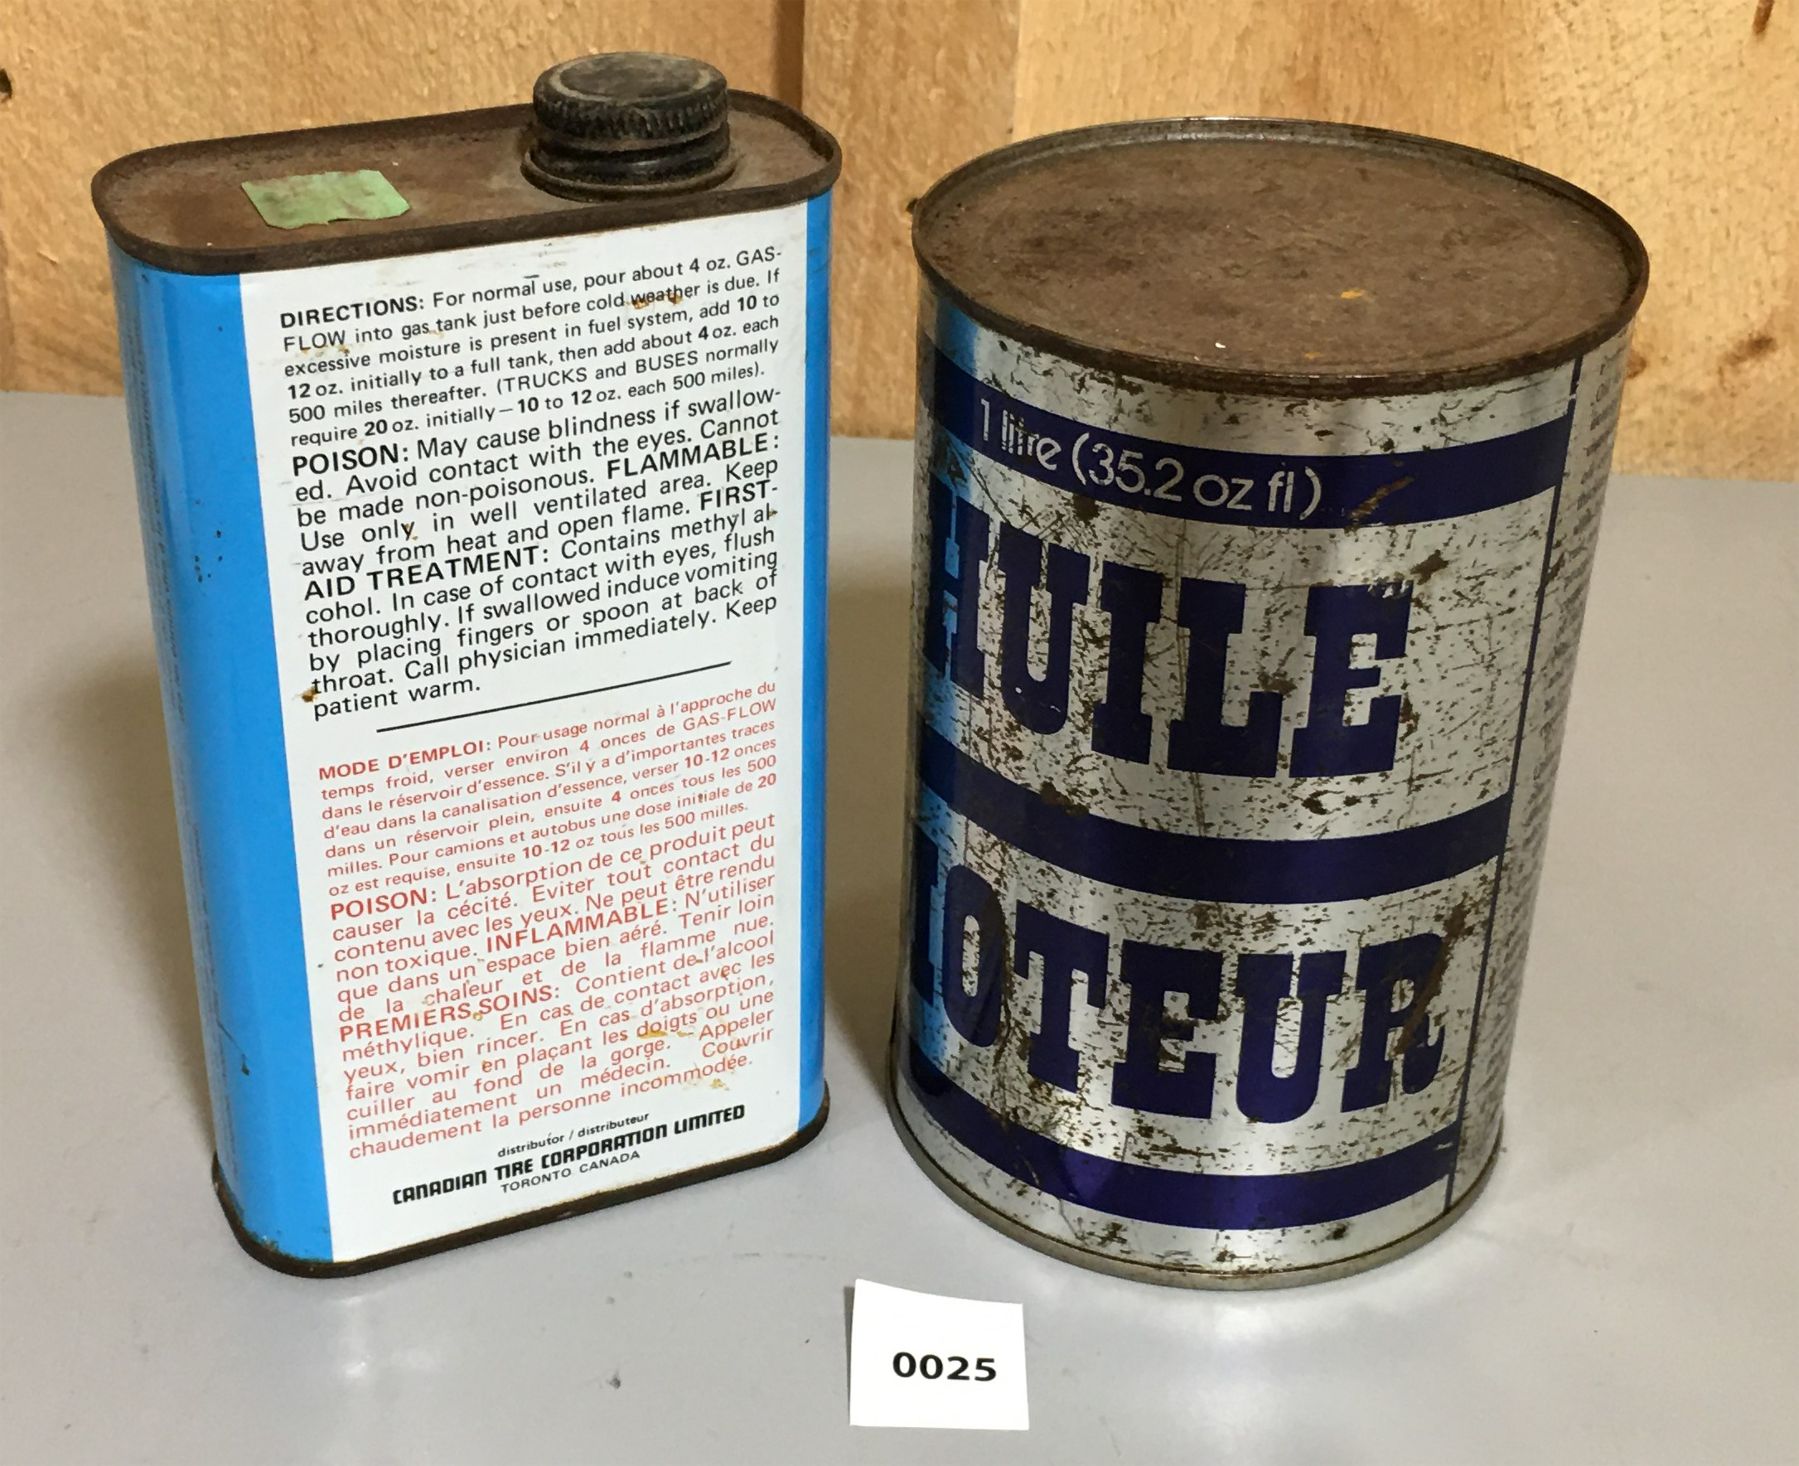 DIRECTIONS: For normal use, pour about 4 oz. GAS-
FLOW into gas tank just before cold weather is due. If
excessive moisture is present in fuel system, add 10 to
12 oz. initially to a full tank, then add about 4 oz. each
500 miles thereafter. (TRUCKS and BUSES normally
require 20 oz. initially – 10 to 12 oz. each 500 miles).
POISON: May cause blindness if swallow-
ed. Avoid contact with the eyes. Cannot
be made non-poisonous. FLAMMABLE:
Use only in well ventilated area. Keep
away from heat and open flame. FIRST-
AID TREATMENT: Contains methyl al-
cohol. In case of contact with eyes, flush
thoroughly. If swallowed induce vomiting
by placing fingers or spoon at back of
throat. Call physician immediately. Keep
patient warm.
MODE D'EMPLOI: Pour usage normal à l'approche du
temps froid, verser environ 4 onces de GAS-FLOW
dans le réservoir d'essence. S'il y a d'importantes traces
d'eau dans la canalisation d'essence, verser 10-12 onces
dans un réservoir plein, ensuite 4 onces tous les 500
milles. Pour camions et autobus une dose initiale de 20
oz est requise, ensuite 10-12 oz tous les 500 milles.
POISON: L'absorption de ce produit peut
causer la cécité. Eviter tout contact du
contenu avec les yeux. Ne peut être rendu
non toxique. INFLAMMABLE: N'utiliser
que dans un espace bien aéré. Tenir loin
de la chaleur et de la flamme nue.
PREMIERS SOINS: Contient de l'alcool
méthylique. En cas de contact avec les
yeux, bien rincer. En cas d'absorption,
faire vomir en plaçant les doigts ou une
cuiller au fond de la gorge. Appeler
immédiatement un médecin. Couvrir
chaudement la personne incommodée.
distributor / distributeur
CANADIAN TIRE CORPORATION LIMITED
TORONTO CANADA
1 litre (35.2 oz fl)
HUILE
MOTEUR
0025